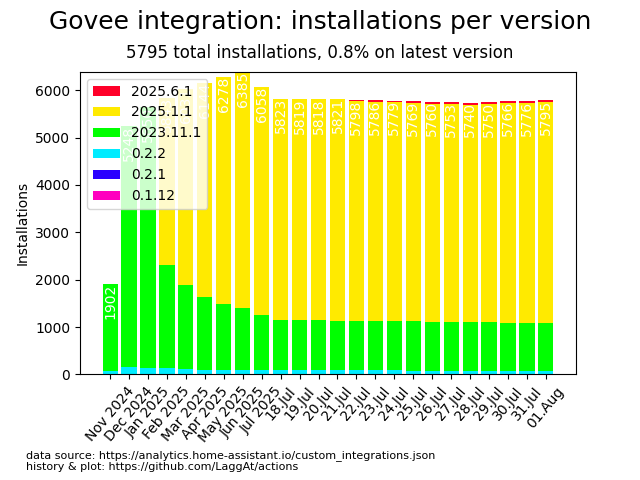 Govee integration: installations per version
5795 total installations, 0.8% on latest version
Installations
6000
5000
4000
3000
2000
1000
0
2025.6.1
2025.1.1
2023.11.1
0.2.2
0.2.1
0.1.12
1902
6278
6385
6058
5821
5819
5818
5821
5798
5786
5779
5769
5760
5753
5740
5750
5766
5776
5795
Nov 2024
Dec 2024
Jan 2025
Feb 2025
Mar 2025
Apr 2025
May 2025
Jun 2025
Jul 2025
18.Jul
19.Jul
20.Jul
21.Jul
22.Jul
23.Jul
24.Jul
25.Jul
26.Jul
27.Jul
28.Jul
29.Jul
30.Jul
31.Jul
01.Aug
data source: https://analytics.home-assistant.io/custom_integrations.json
history & plot: https://github.com/LaggAt/actions